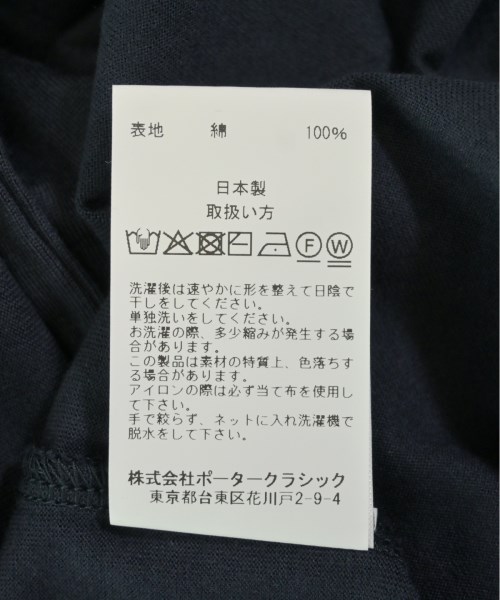 表地 綿 100%
日本製
取扱い方
F W
洗濯後は速やかに形を整えて日陰で
干しをしてください。
単独洗いをしてください。
お洗濯の際、多少縮みが発生する場
合があります。
この製品は素材の特質上、色落ちす
る場合があります。
アイロンの際は必ず当て布を使用し
て下さい。
手で絞らず、ネットに入れ洗濯機で
脱水をして下さい。
株式会社ポータークラシック
東京都台東区花川戸2-9-4